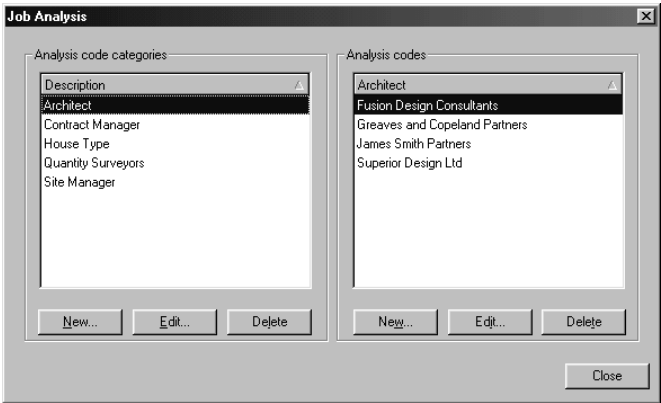 Job Analysis
Analysis code categories
Description
Architect
Contract Manager
House Type
Quantity Surveyors
Site Manager
New...
Edit...
Delete
Analysis codes
Architect
Fusion Design Consultants
Greaves and Copeland Partners
James Smith Partners
Superior Design Ltd
New...
Edit...
Delete
Close